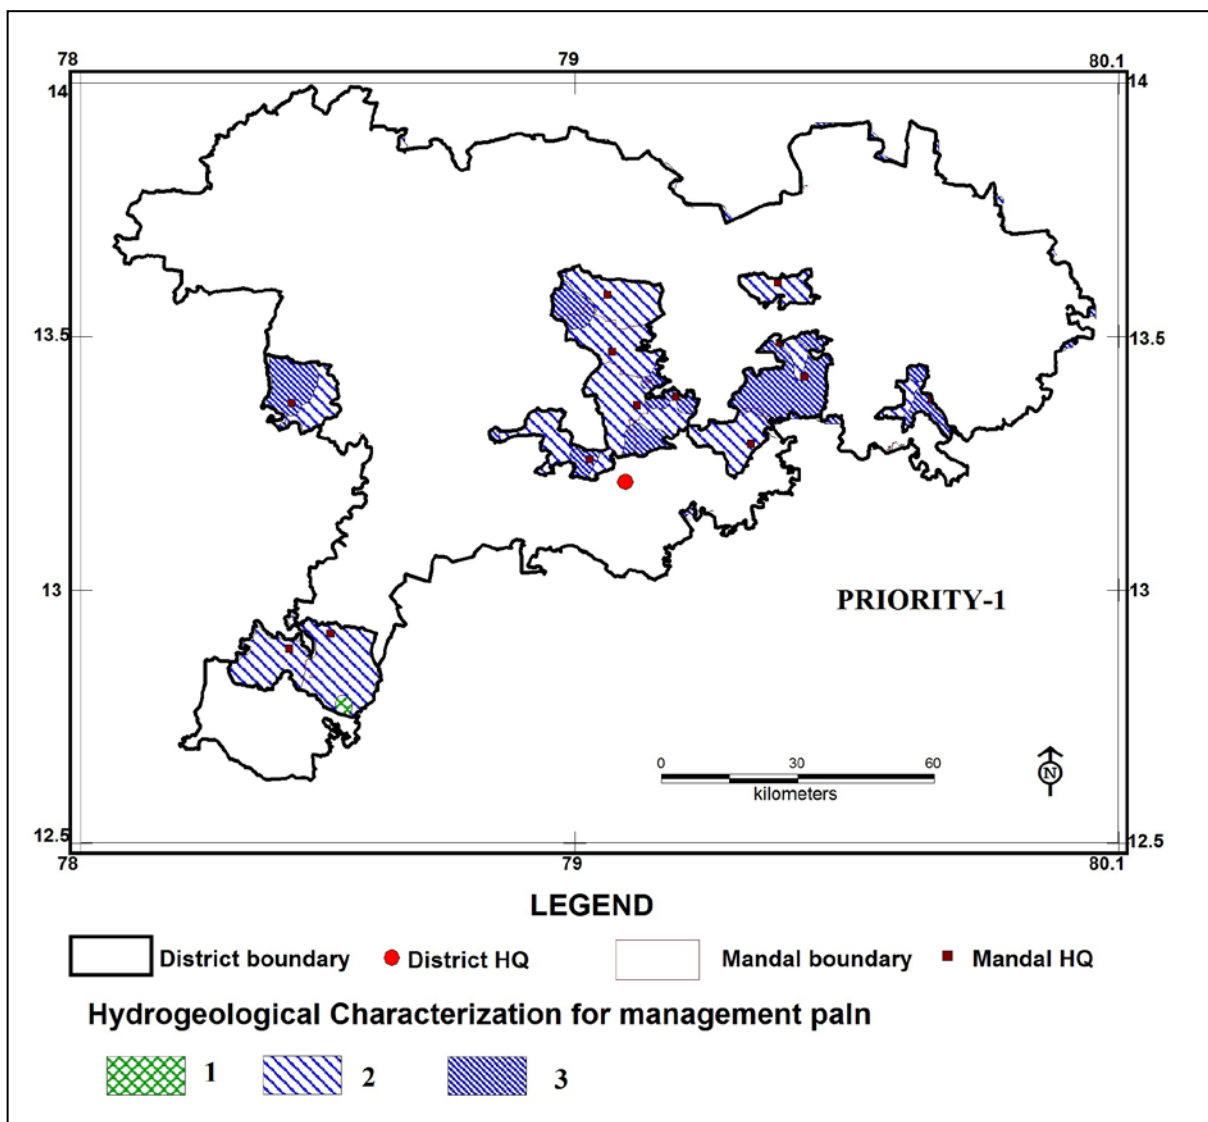 78 79 80.1
14 14
13.5 13.5
PRIORITY-1
13 13
0 30 60
kilometers
N
12.5 12.5
78 79 80.1
LEGEND
District boundary District HQ Mandal boundary Mandal HQ
Hydrogeological Characterization for management paln
1 2 3